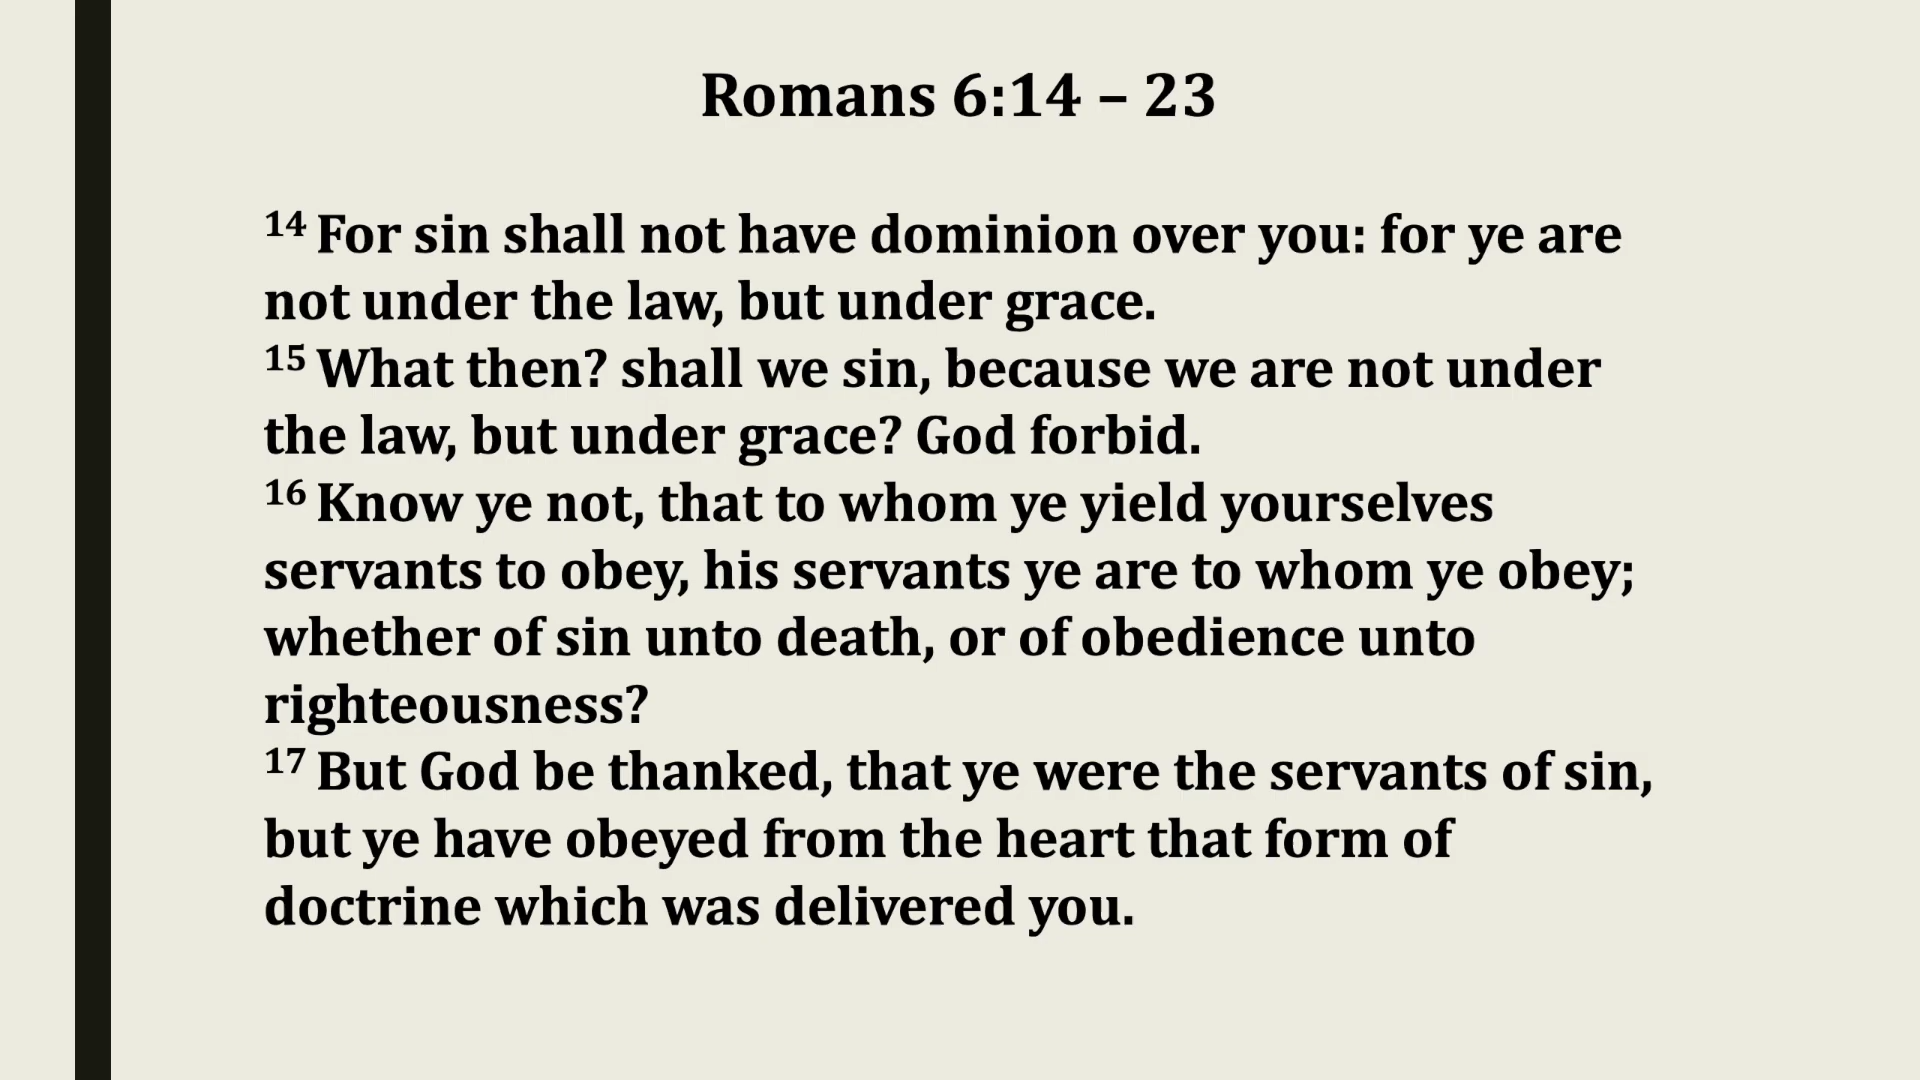 Romans 6:14 – 23
14 For sin shall not have dominion over you: for ye are
not under the law, but under grace.
15 What then? shall we sin, because we are not under
the law, but under grace? God forbid.
16 Know ye not, that to whom ye yield yourselves
servants to obey, his servants ye are to whom ye obey;
whether of sin unto death, or of obedience unto
righteousness?
17 But God be thanked, that ye were the servants of sin,
but ye have obeyed from the heart that form of
doctrine which was delivered you.